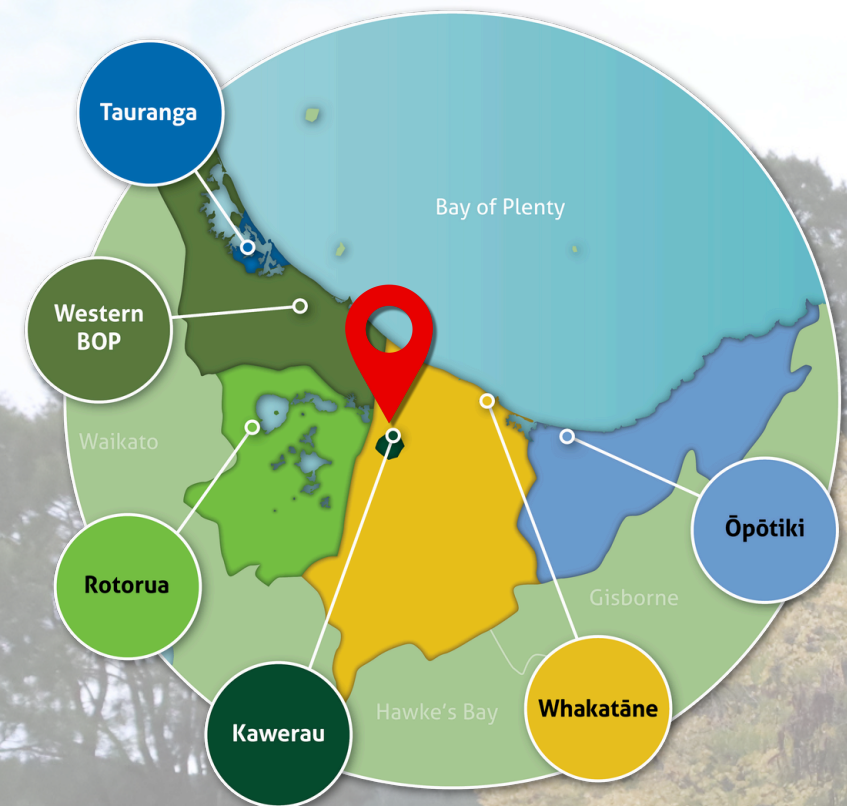 Tauranga
Bay of Plenty
Western
BOP
Waikato
Ōpōtiki
Rotorua
Gisborne
Hawke's Bay
Whakatāne
Kawerau